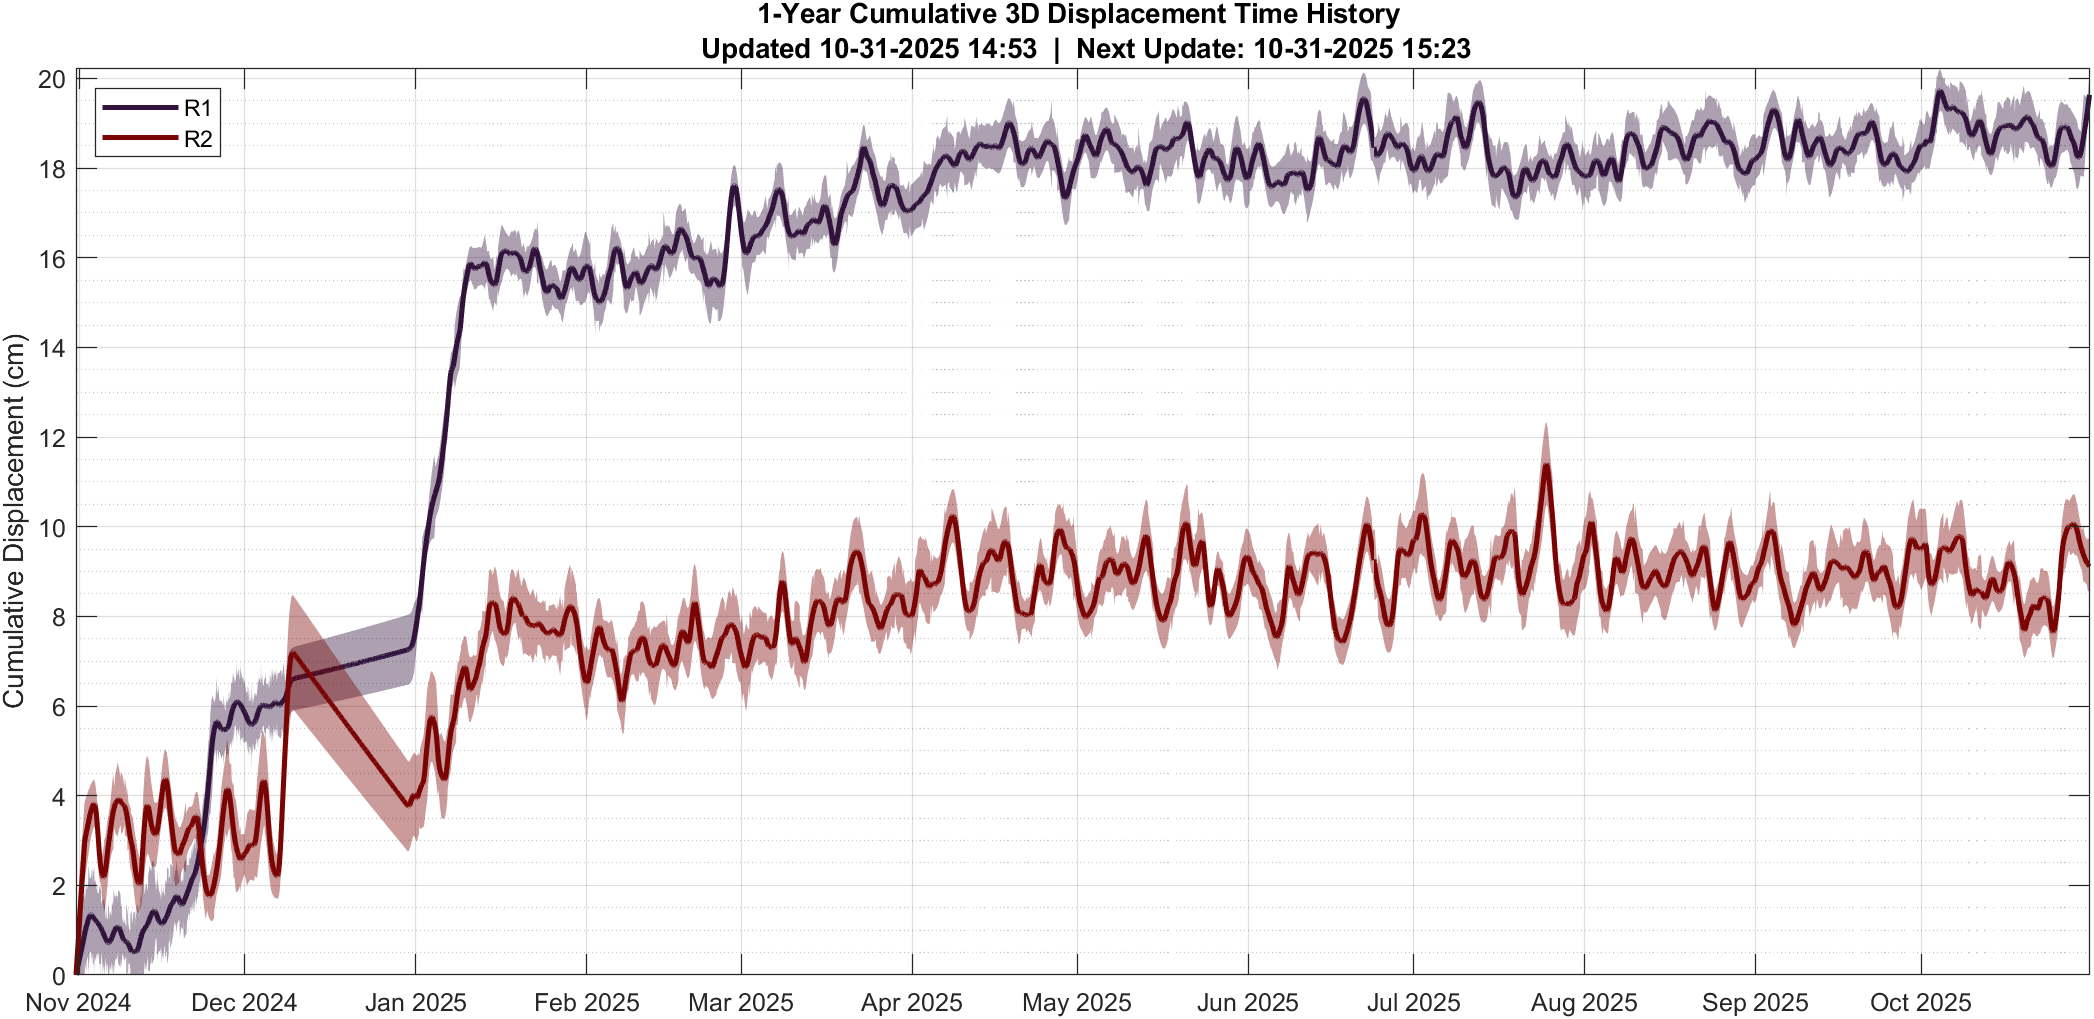 1-Year Cumulative 3D Displacement Time History
Updated 10-31-2025 14:53 | Next Update: 10-31-2025 15:23
R1
R2
Cumulative Displacement (cm)
20
18
16
14
12
10
8
6
4
2
0
Nov 2024 Dec 2024 Jan 2025 Feb 2025 Mar 2025 Apr 2025 May 2025 Jun 2025 Jul 2025 Aug 2025 Sep 2025 Oct 2025